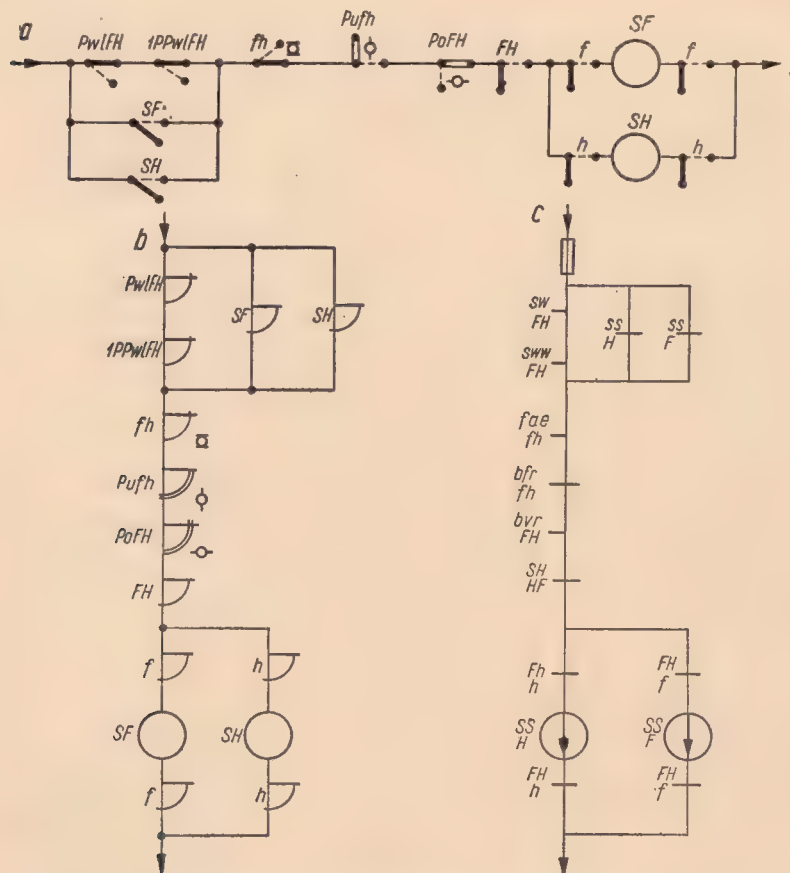 a
PwlFH 1PPwlFH fh Pufh PoFH FH f SF f
SF
SH
h SH h
b
PwlFH
1PPwlFH
SF
SH
fh
Pufh
PoFH
FH
f
h
SF
SH
f
h
c
sw
FH
sww
FH
ss
H
ss
F
fae
fh
bfr
fh
bvr
FH
SH
HF
Fh
h
FH
f
SS
H
SS
F
FH
h
FH
f